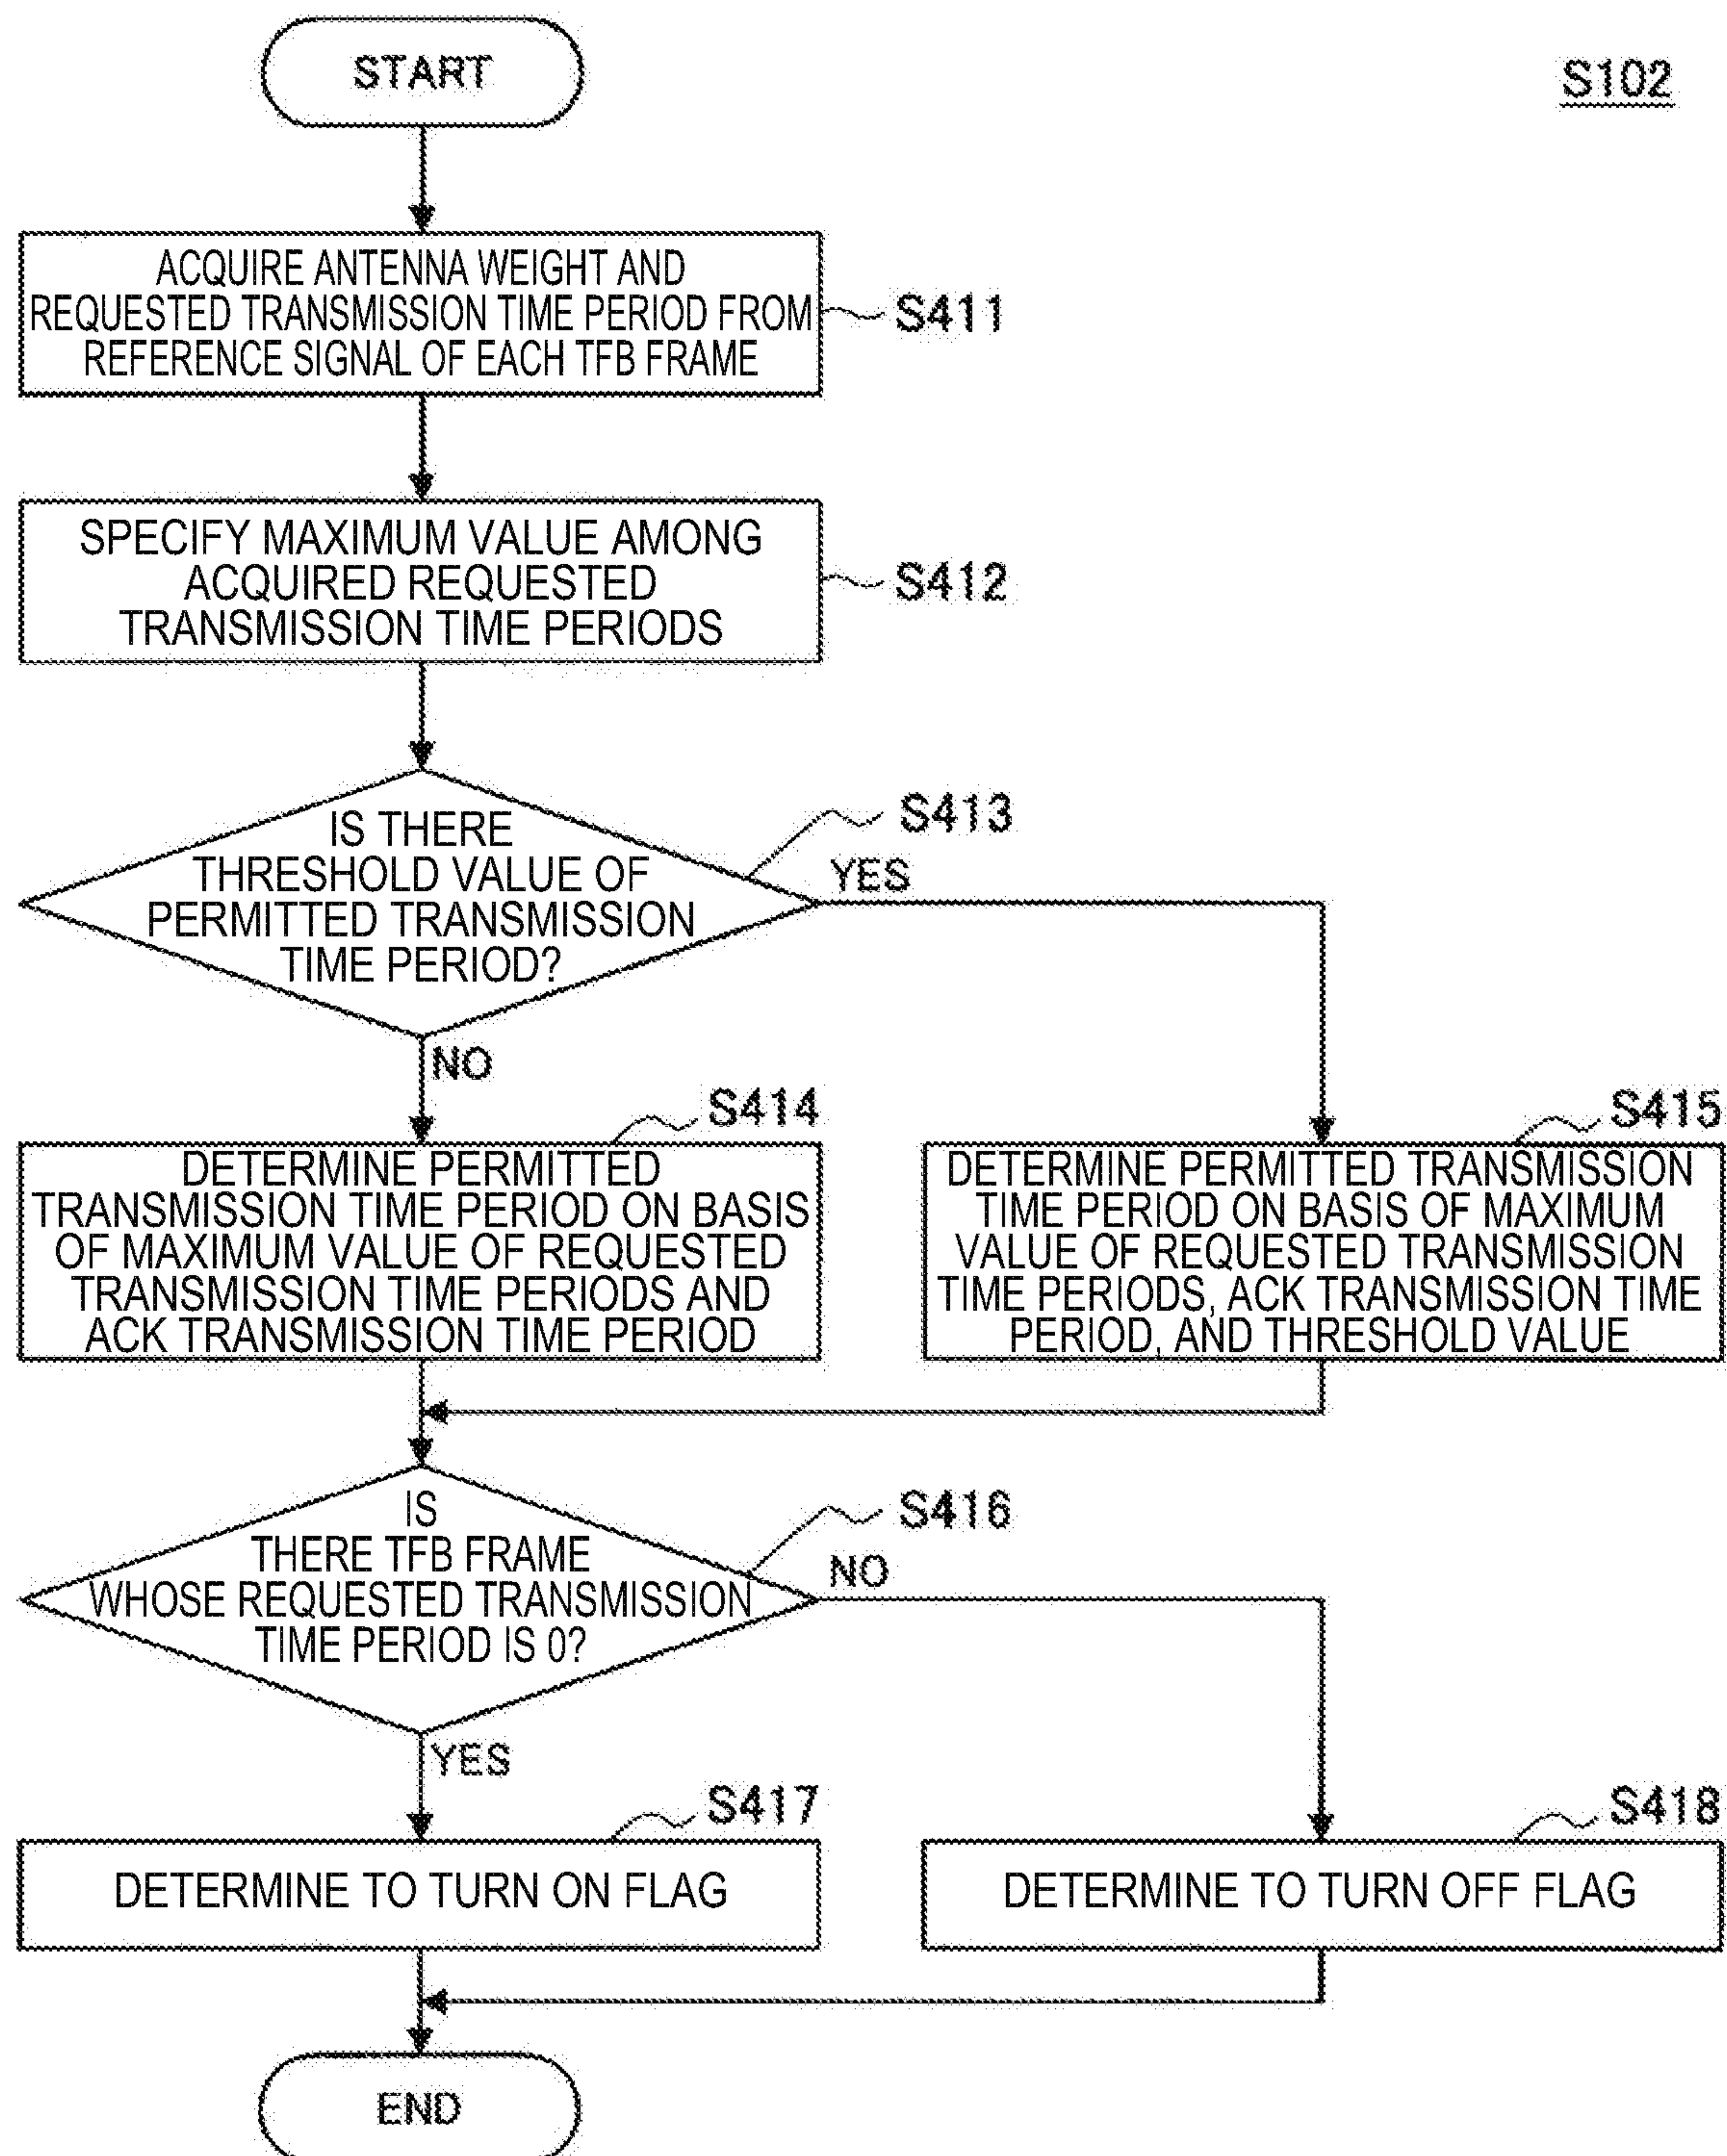 START
S102
ACQUIRE ANTENNA WEIGHT AND
REQUESTED TRANSMISSION TIME PERIOD FROM
REFERENCE SIGNAL OF EACH TFB FRAME
S411
SPECIFY MAXIMUM VALUE AMONG
ACQUIRED REQUESTED
TRANSMISSION TIME PERIODS
S412
IS THERE
THRESHOLD VALUE OF
PERMITTED TRANSMISSION
TIME PERIOD?
S413
YES
NO
S414
DETERMINE PERMITTED
TRANSMISSION TIME PERIOD ON BASIS
OF MAXIMUM VALUE OF REQUESTED
TRANSMISSION TIME PERIODS AND
ACK TRANSMISSION TIME PERIOD
S415
DETERMINE PERMITTED TRANSMISSION
TIME PERIOD ON BASIS OF MAXIMUM
VALUE OF REQUESTED TRANSMISSION
TIME PERIODS, ACK TRANSMISSION TIME
PERIOD, AND THRESHOLD VALUE
IS
THERE TFB FRAME
WHOSE REQUESTED TRANSMISSION
TIME PERIOD IS 0?
S416
NO
YES
S417
DETERMINE TO TURN ON FLAG
S418
DETERMINE TO TURN OFF FLAG
END